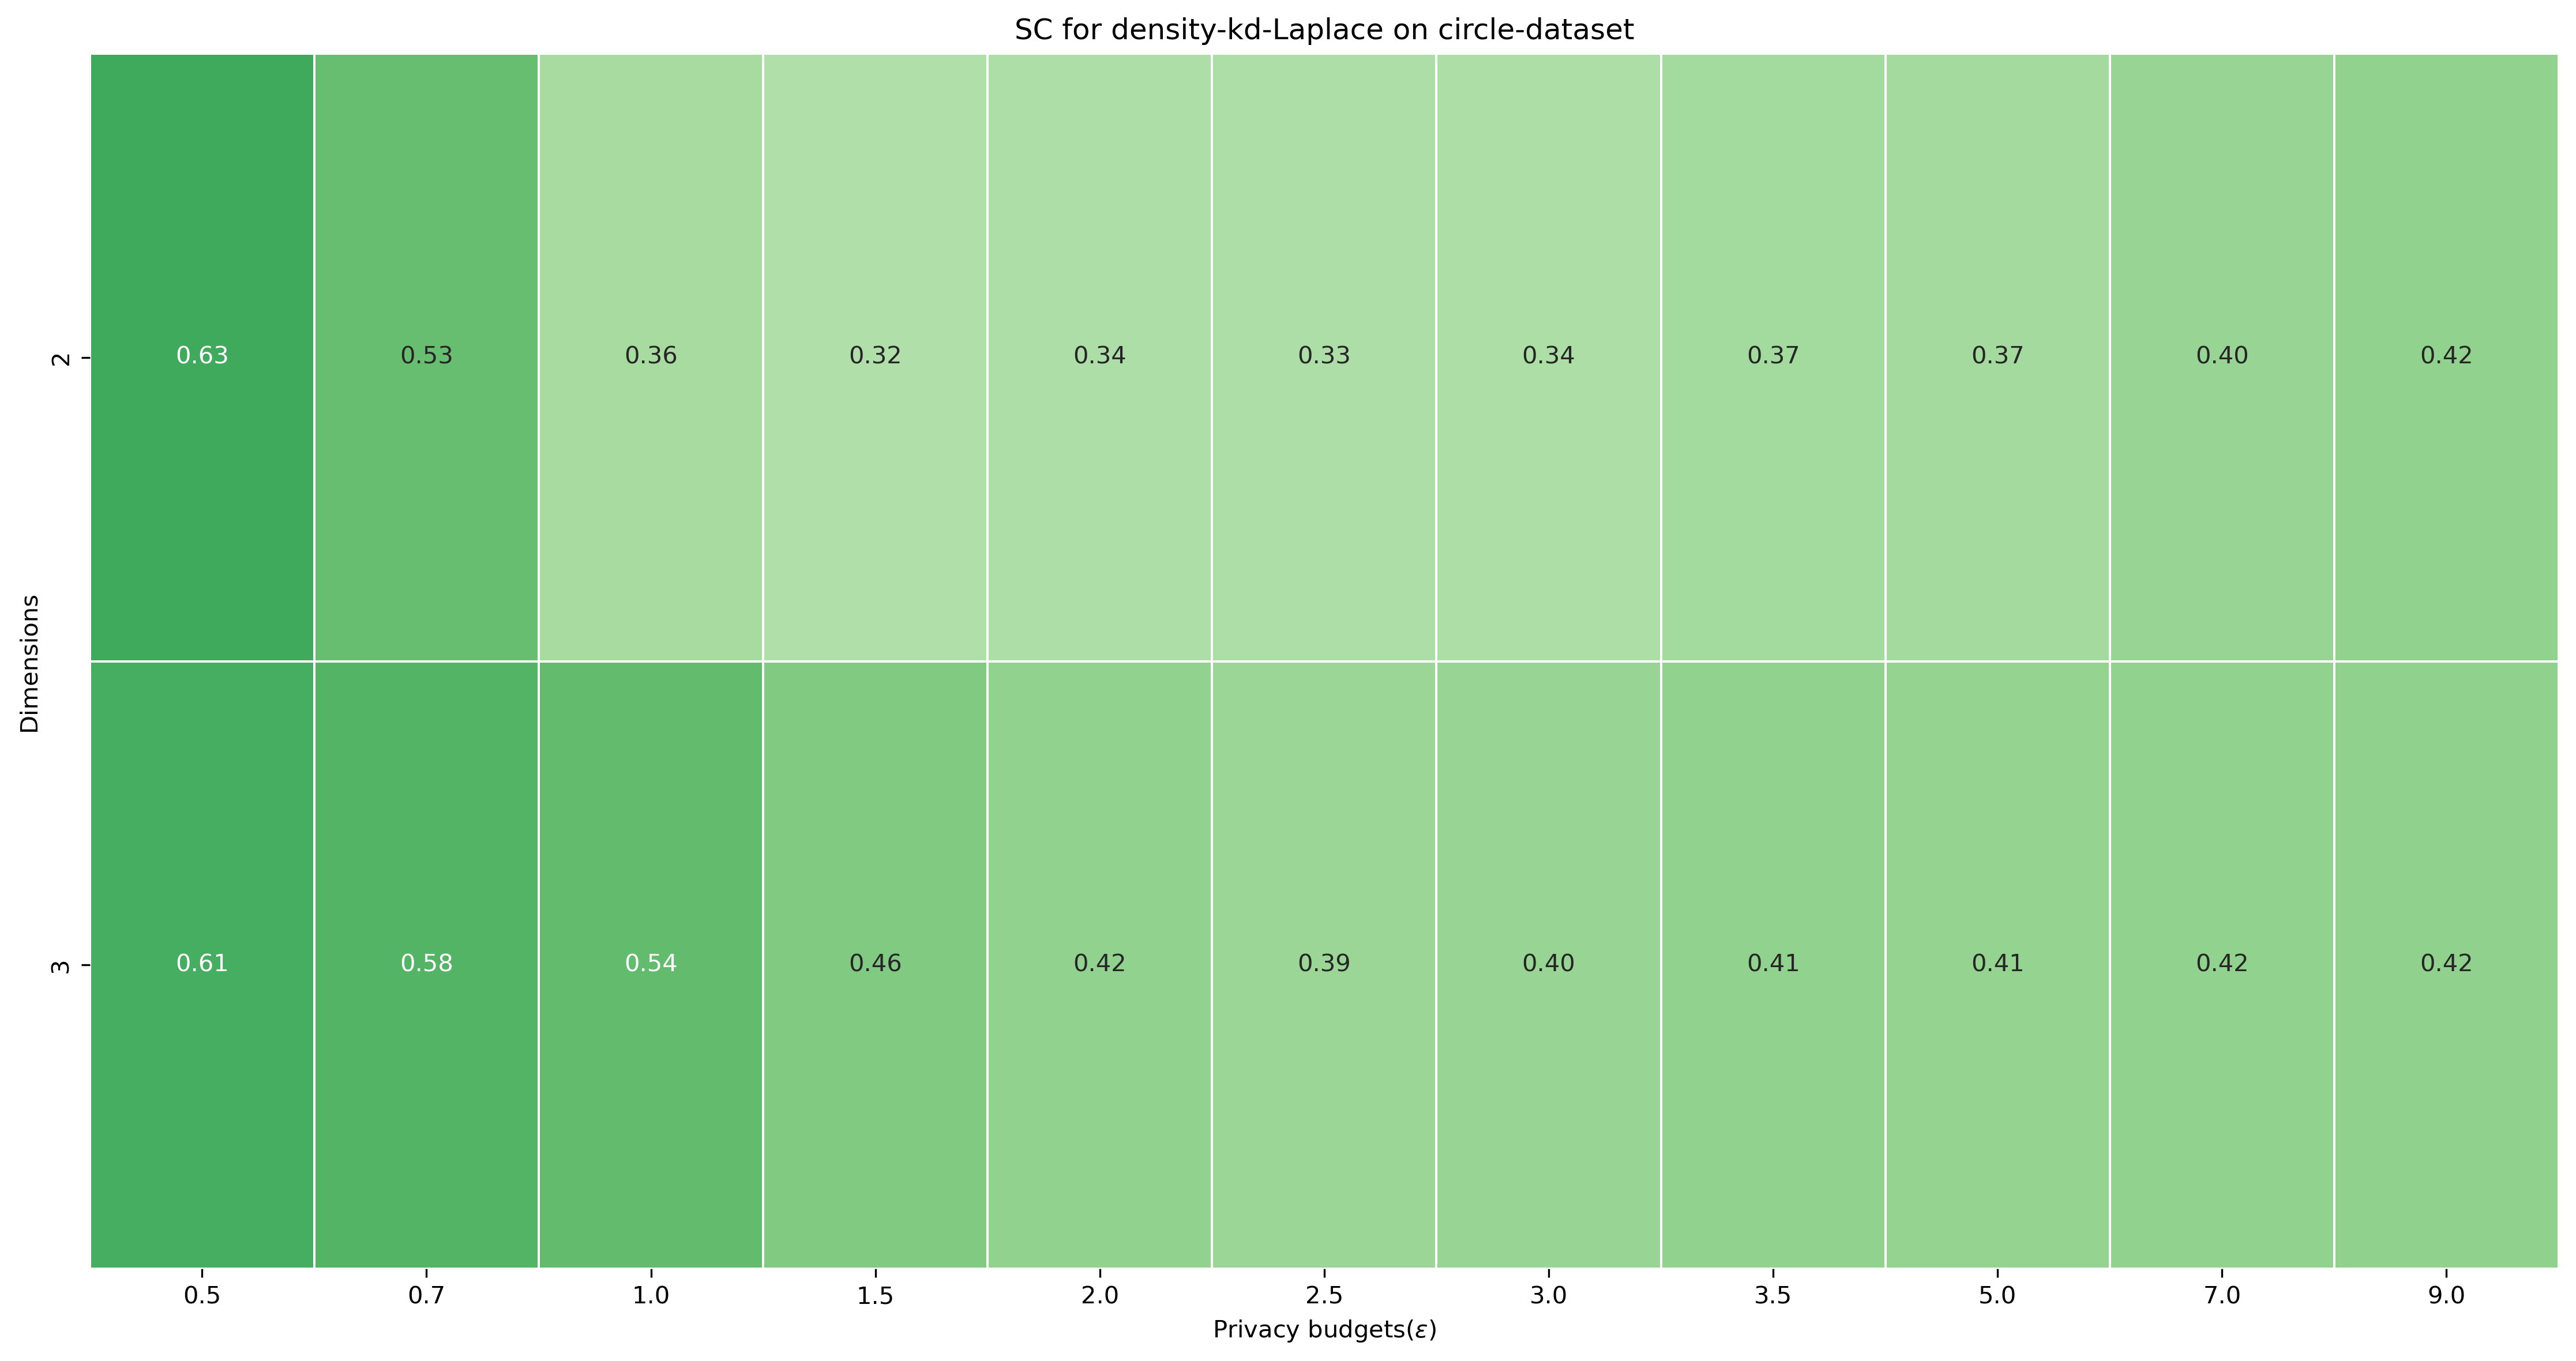 SC for density-kd-Laplace on circle-dataset
Dimensions
2
0.63 0.53 0.36 0.32 0.34 0.33 0.34 0.37 0.37 0.40 0.42
3
0.61 0.58 0.54 0.46 0.42 0.39 0.40 0.41 0.41 0.42 0.42
0.5 0.7 1.0 1.5 2.0 2.5 3.0 3.5 5.0 7.0 9.0
Privacy budgets(ε)